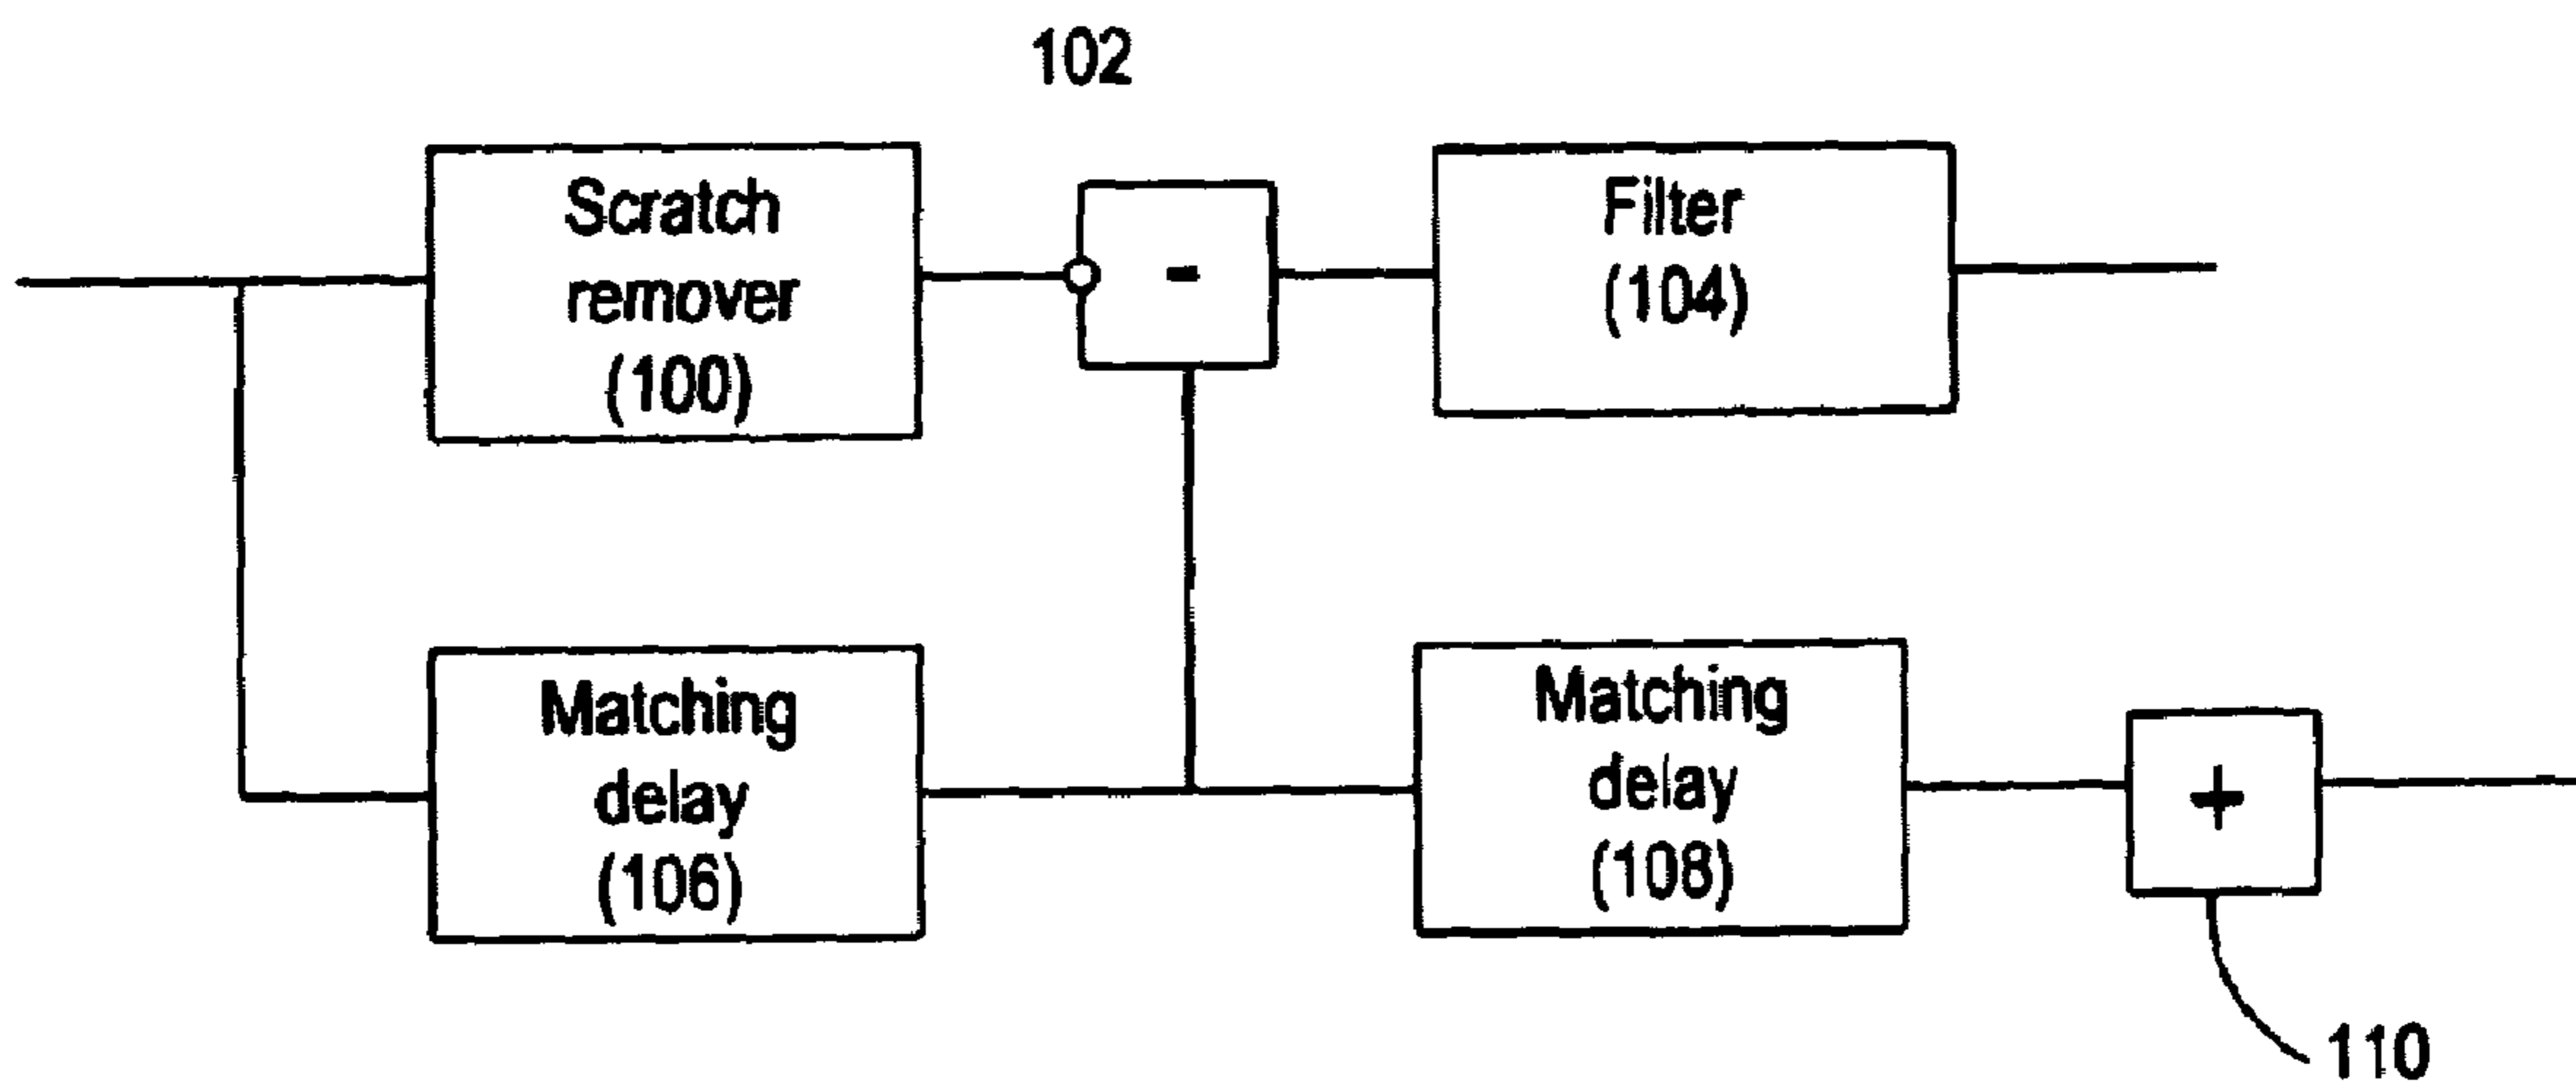 102
Scratch
remover
(100)
-
Filter
(104)
Matching
delay
(106)
Matching
delay
(108)
+
110